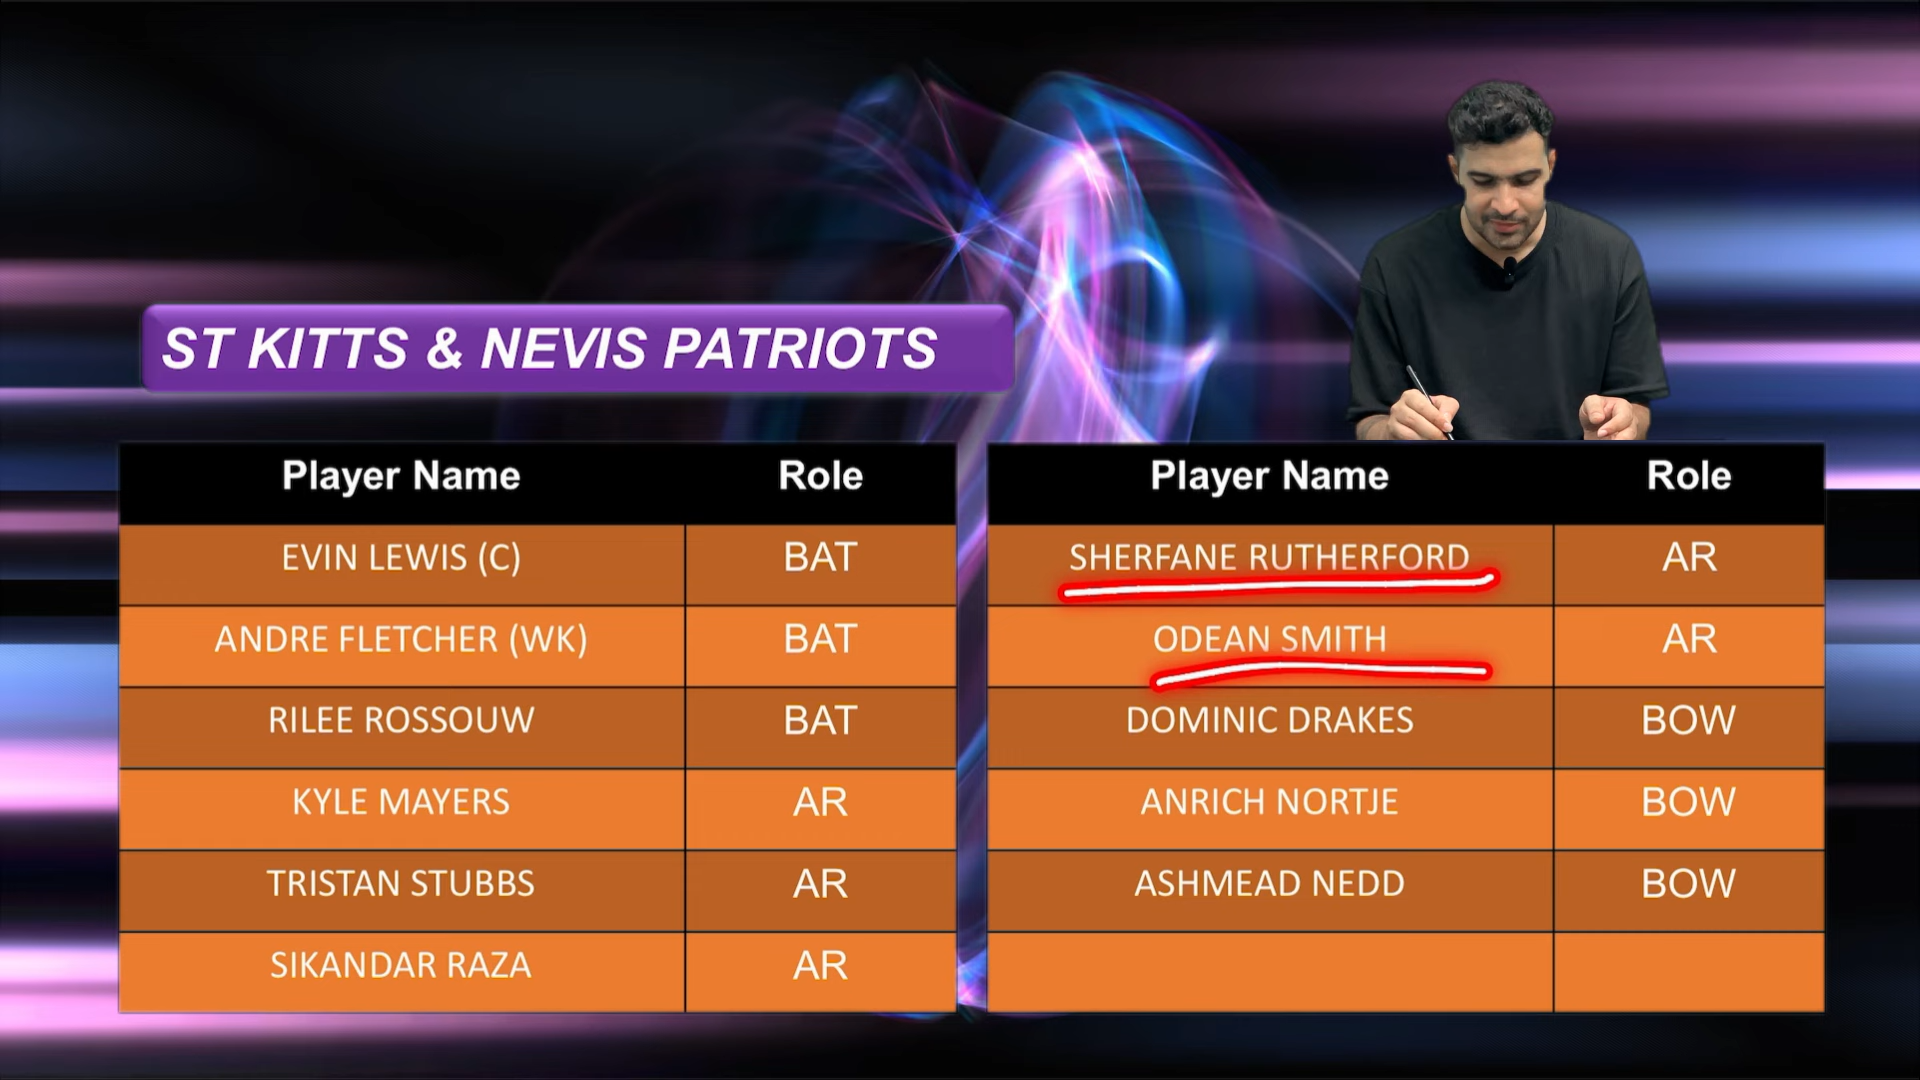 ST KITTS & NEVIS PATRIOTS
Player Name Role
EVIN LEWIS (C) BAT
ANDRE FLETCHER (WK) BAT
RILEE ROSSOUW BAT
KYLE MAYERS AR
TRISTAN STUBBS AR
SIKANDAR RAZA AR
Player Name Role
SHERFANE RUTHERFORD AR
ODEAN SMITH AR
DOMINIC DRAKES BOW
ANRICH NORTJE BOW
ASHMEAD NEDD BOW